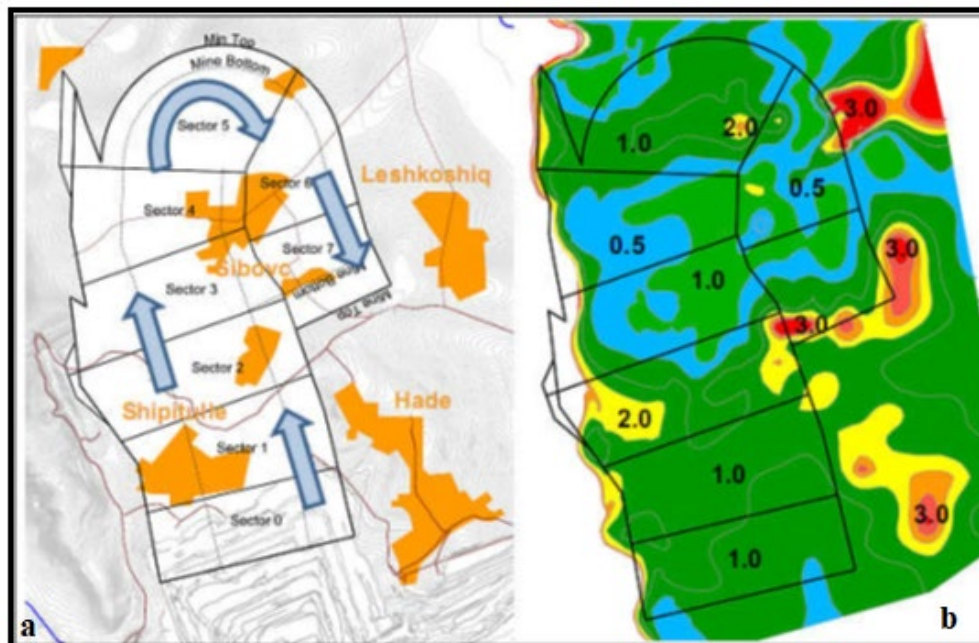 Min Top
Mine Bottom
Sector 5
Leshkoshiq
Sector 6
Sector 4
Sector 7
Sibovc
Mine Bottom
Sector 3
Mine Top
Sector 2
Shipitulle
Hade
Sector 1
Sector 0
a
3.0
2.0
1.0
0.5
0.5
3.0
1.0
3.0
2.0
1.0
3.0
1.0
b